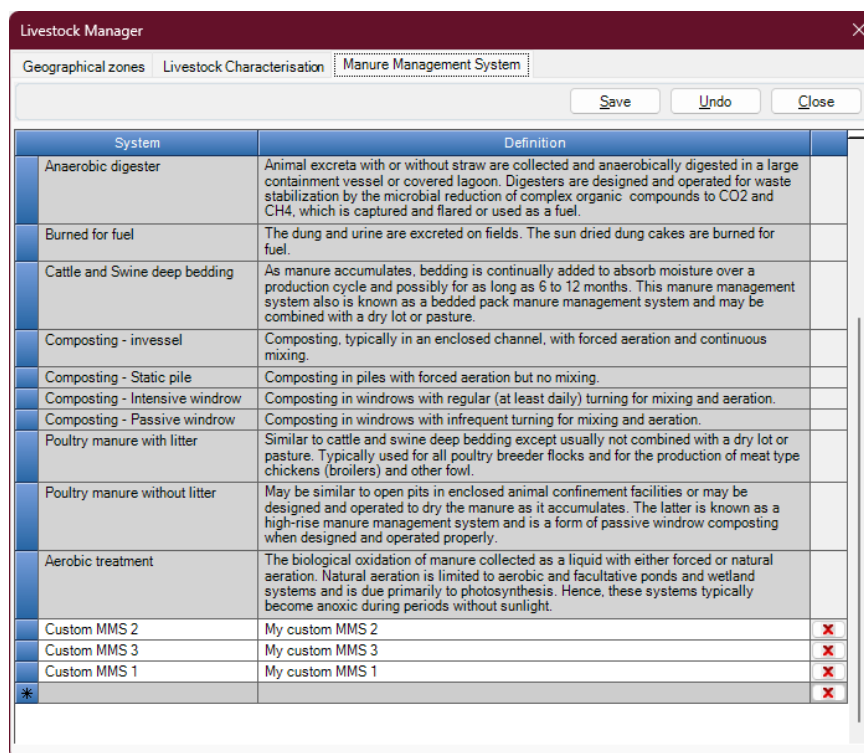 Livestock Manager
Geographical zones Livestock Characterisation Manure Management System
Save Undo Close
System Definition
Anaerobic digester Animal excreta with or without straw are collected and anaerobically digested in a large
containment vessel or covered lagoon. Digesters are designed and operated for waste
stabilization by the microbial reduction of complex organic compounds to CO2 and
CH4, which is captured and flared or used as a fuel.
Burned for fuel The dung and urine are excreted on fields. The sun dried dung cakes are burned for
fuel.
Cattle and Swine deep bedding As manure accumulates, bedding is continually added to absorb moisture over a
production cycle and possibly for as long as 6 to 12 months. This manure management
system also is known as a bedded pack manure management system and may be
combined with a dry lot or pasture.
Composting - invessel Composting, typically in an enclosed channel, with forced aeration and continuous
mixing.
Composting - Static pile Composting in piles with forced aeration but no mixing.
Composting - Intensive windrow Composting in windrows with regular (at least daily) turning for mixing and aeration.
Composting - Passive windrow Composting in windrows with infrequent turning for mixing and aeration.
Poultry manure with litter Similar to cattle and swine deep bedding except usually not combined with a dry lot or
pasture. Typically used for all poultry breeder flocks and for the production of meat type
chickens (broilers) and other fowl.
Poultry manure without litter May be similar to open pits in enclosed animal confinement facilities or may be
designed and operated to dry the manure as it accumulates. The latter is known as a
high-rise manure management system and is a form of passive windrow composting
when designed and operated properly.
Aerobic treatment The biological oxidation of manure collected as a liquid with either forced or natural
aeration. Natural aeration is limited to aerobic and facultative ponds and wetland
systems and is due primarily to photosynthesis. Hence, these systems typically
become anoxic during periods without sunlight.
Custom MMS 2 My custom MMS 2
Custom MMS 3 My custom MMS 3
Custom MMS 1 My custom MMS 1